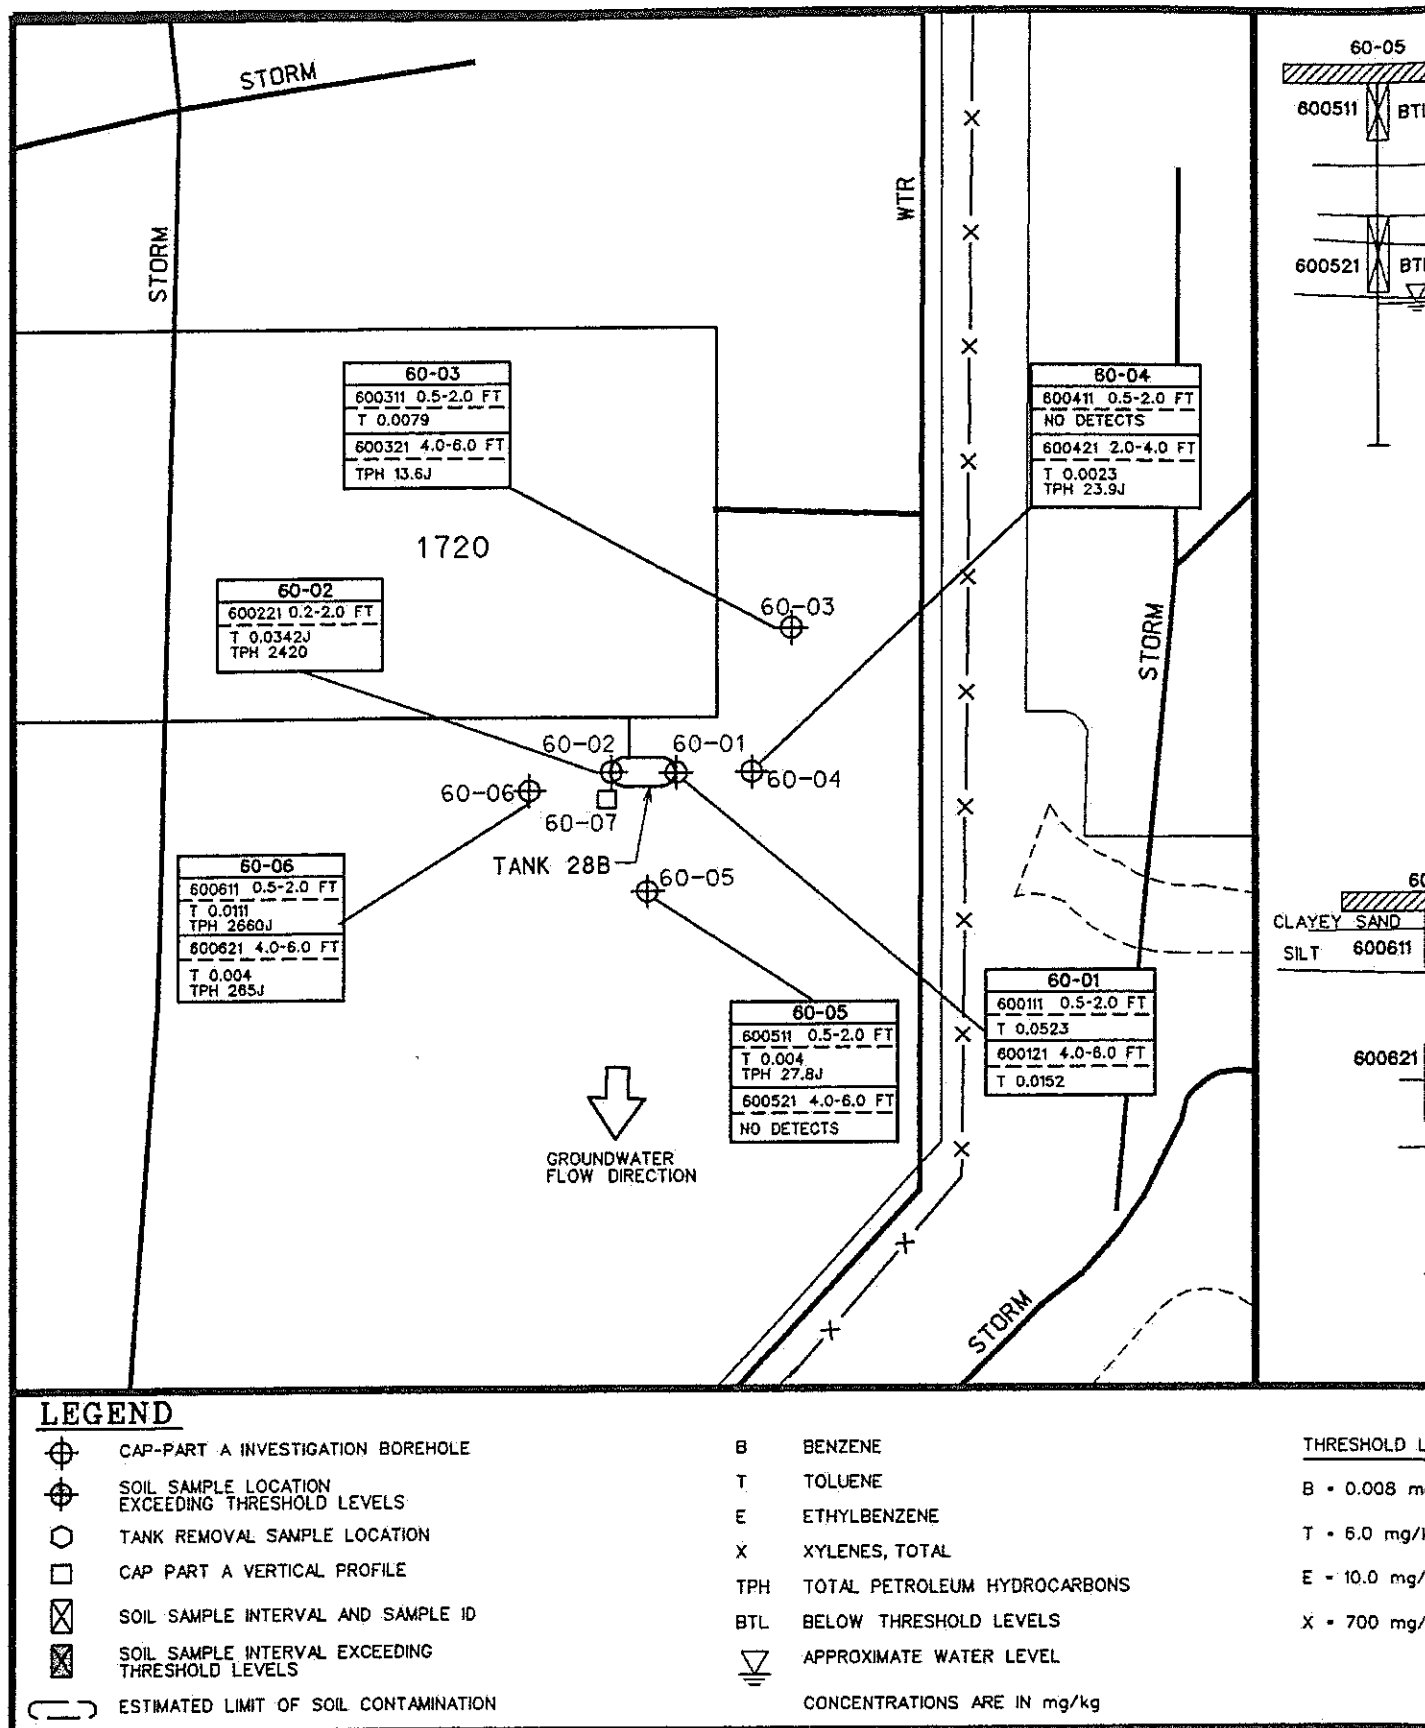 STORM
STORM
WTR
60-03
600311 0.5-2.0 FT
T 0.0079
600321 4.0-6.0 FT
TPH 13.6J
60-04
600411 0.5-2.0 FT
NO DETECTS
600421 2.0-4.0 FT
T 0.0023
TPH 23.9J
1720
60-02
600221 0.2-2.0 FT
T 0.0342J
TPH 2420
60-03
STORM
60-02
60-01
60-04
60-06
60-07
TANK 28B
60-05
60-06
600611 0.5-2.0 FT
T 0.0111
TPH 2660J
600621 4.0-6.0 FT
T 0.004
TPH 265J
60-05
600511 0.5-2.0 FT
T 0.004
TPH 27.8J
600521 4.0-6.0 FT
NO DETECTS
60-01
600111 0.5-2.0 FT
T 0.0523
600121 4.0-6.0 FT
T 0.0152
GROUNDWATER
FLOW DIRECTION
STORM
60-05
600511
600521
CLAYEY SAND
SILT 600611
600621
LEGEND
CAP-PART A INVESTIGATION BOREHOLE
SOIL SAMPLE LOCATION
EXCEEDING THRESHOLD LEVELS
TANK REMOVAL SAMPLE LOCATION
CAP PART A VERTICAL PROFILE
SOIL SAMPLE INTERVAL AND SAMPLE ID
SOIL SAMPLE INTERVAL EXCEEDING
THRESHOLD LEVELS
ESTIMATED LIMIT OF SOIL CONTAMINATION
B BENZENE
T TOLUENE
E ETHYLBENZENE
X XYLENES, TOTAL
TPH TOTAL PETROLEUM HYDROCARBONS
BTL BELOW THRESHOLD LEVELS
APPROXIMATE WATER LEVEL
CONCENTRATIONS ARE IN mg/kg
THRESHOLD
B = 0.008
T = 6.0
E = 10.0 mg/
X = 700 mg/